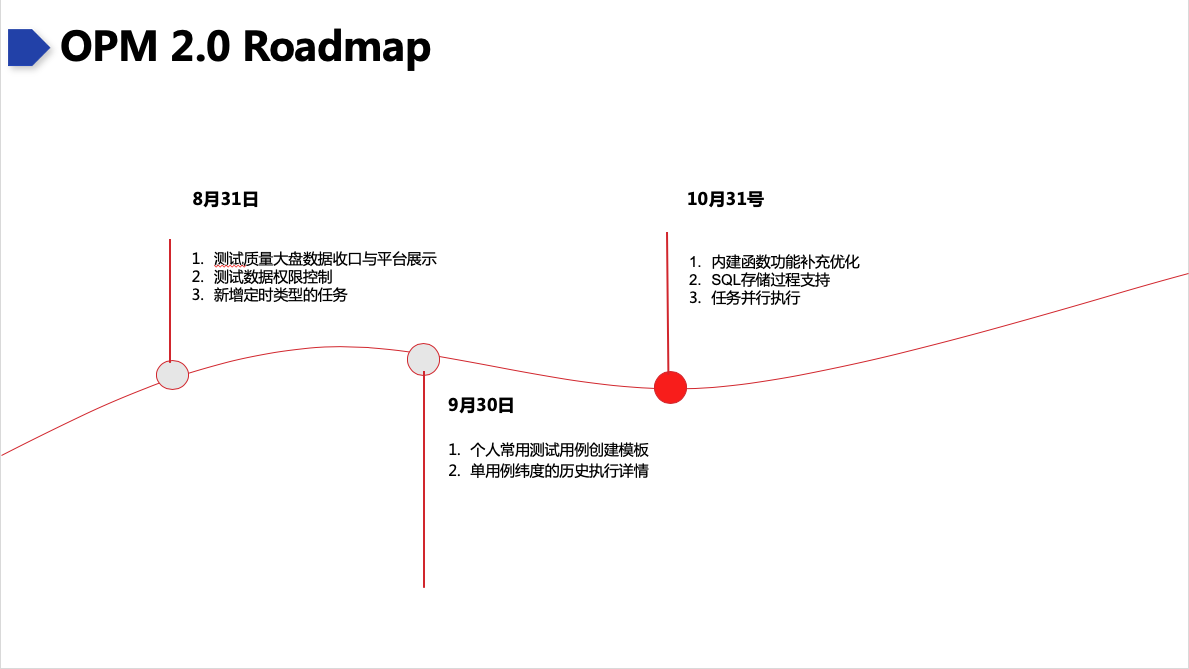 OPM 2.0 Roadmap
8月31日
1. 测试质量大盘数据收口与平台展示
2. 测试数据权限控制
3. 新增定时类型的任务
9月30日
1. 个人常用测试用例创建模板
2. 单用例纬度的历史执行详情
10月31号
1. 内建函数功能补充优化
2. SQL存储过程支持
3. 任务并行执行